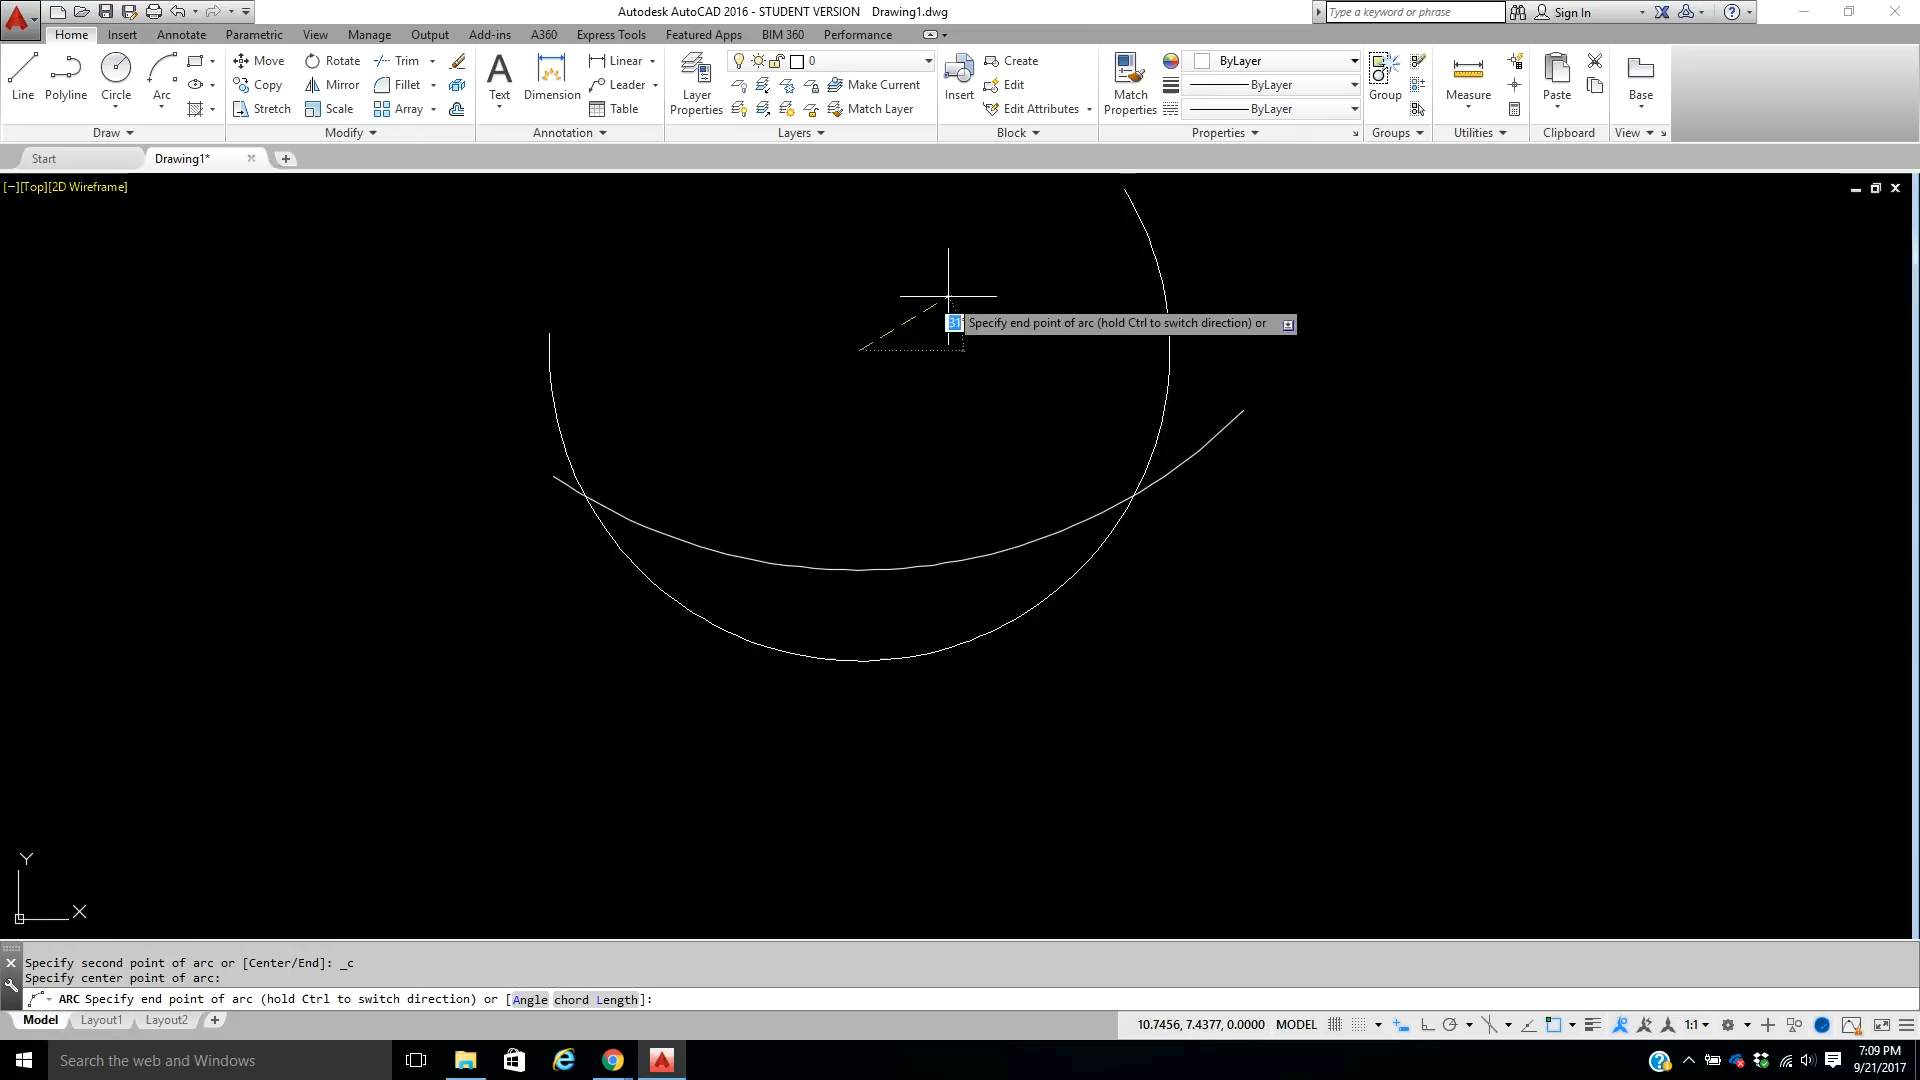 Autodesk AutoCAD 2016 - STUDENT VERSION Drawing1.dwg
Type a keyword or phrase
Sign In
Home Insert Annotate Parametric View Manage Output Add-ins A360 Express Tools Featured Apps BIM 360 Performance
Line Polyline Circle Arc
Move Rotate Trim
Copy Mirror Fillet
Stretch Scale Array
Text Dimension
Linear
Leader
Table
Layer Properties
0
Make Current
Match Layer
Insert
Create
Edit
Edit Attributes
Match Properties
ByLayer
ByLayer
ByLayer
Group
Measure
Paste
Base
Draw Modify Annotation Layers Block Properties Groups Utilities Clipboard View
Start Drawing1*
[−][Top][2D Wireframe]
31 Specify end point of arc (hold Ctrl to switch direction) or
Y
X
Specify second point of arc or [Center/End]: _c
Specify center point of arc:
ARC Specify end point of arc (hold Ctrl to switch direction) or [Angle chord Length]:
Model Layout1 Layout2 +
10.7456, 7.4377, 0.0000 MODEL 1:1
Search the web and Windows
7:09 PM
9/21/2017